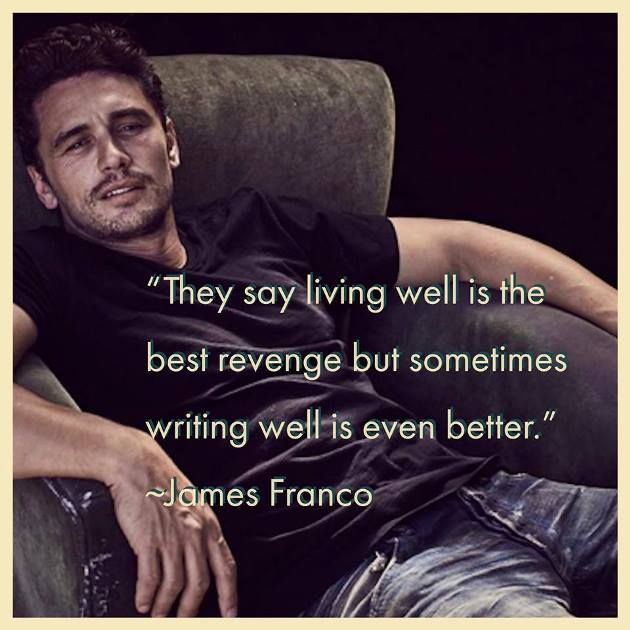 “They say living well is the
best revenge but sometimes
writing well is even better.”
~James Franco